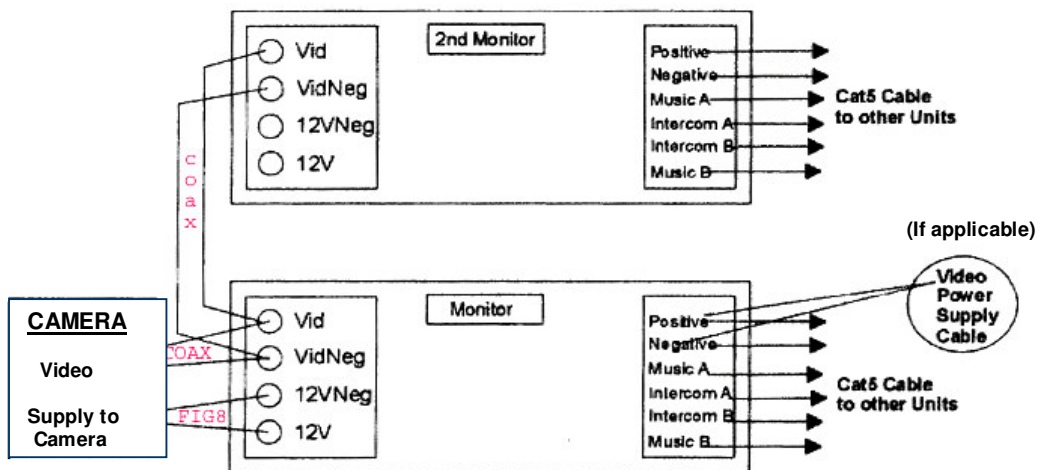 2nd Monitor
Vid
VidNeg
12VNeg
12V
Positive
Negative
Music A
Intercom A
Intercom B
Music B
Cat5 Cable
to other Units
coax
(If applicable)
Video
Power
Supply
Cable
CAMERA
Video
Supply to
Camera
COAX
FIG8
Monitor
Vid
VidNeg
12VNeg
12V
Positive
Negative
Music A
Intercom A
Intercom B
Music B
Cat5 Cable
to other Units